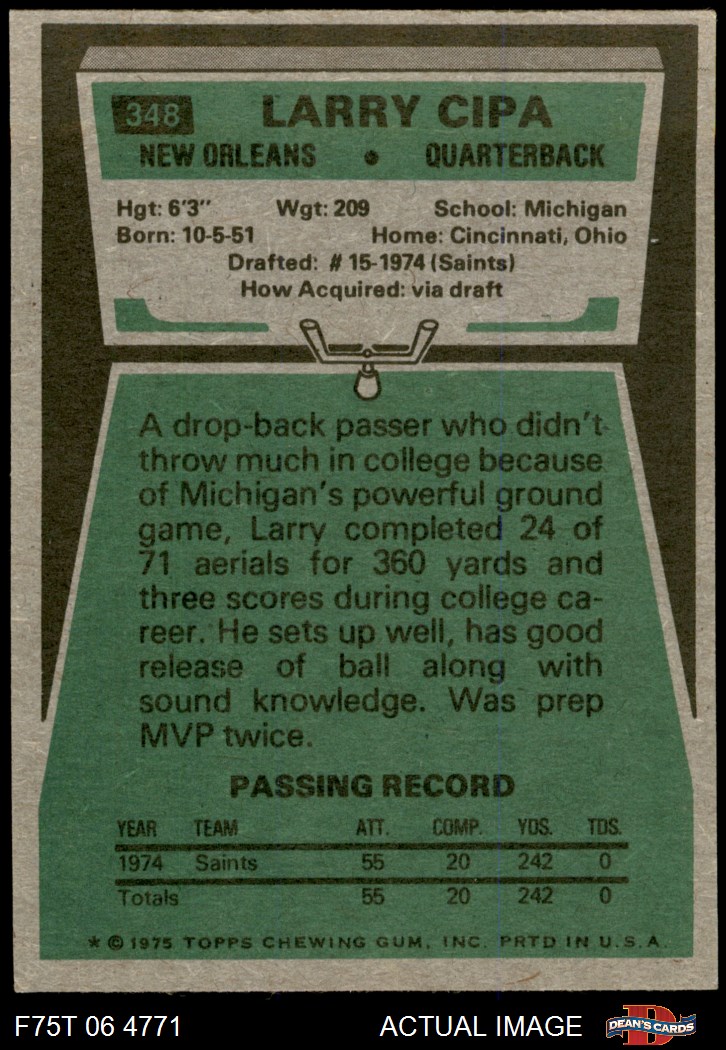 348 LARRY CIPA
NEW ORLEANS • QUARTERBACK
Hgt: 6'3" Wgt: 209 School: Michigan
Born: 10-5-51 Home: Cincinnati, Ohio
Drafted: # 15-1974 (Saints)
How Acquired: via draft
A drop-back passer who didn't
throw much in college because
of Michigan's powerful ground
game, Larry completed 24 of
71 aerials for 360 yards and
three scores during college ca-
reer. He sets up well, has good
release of ball along with
sound knowledge. Was prep
MVP twice.
PASSING RECORD
YEAR TEAM ATT. COMP. YDS. TDS.
1974 Saints 55 20 242 0
Totals 55 20 242 0
* © 1975 TOPPS CHEWING GUM, INC. PRTD IN U.S.A.
F75T 06 4771 ACTUAL IMAGE D DEAN'S CARDS